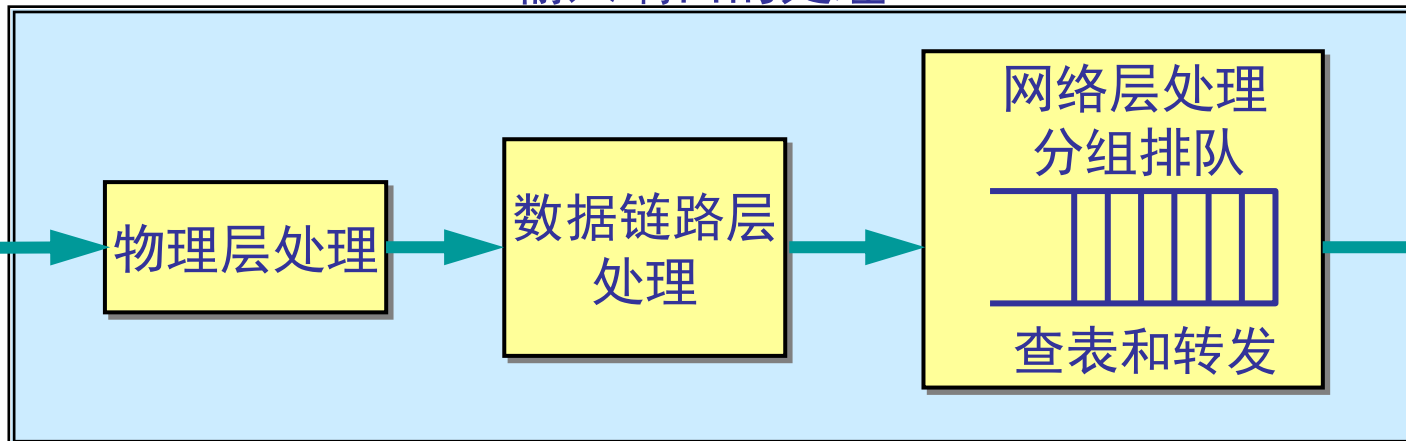 物理层处理
数据链路层
处理
网络层处理
分组排队
查表和转发